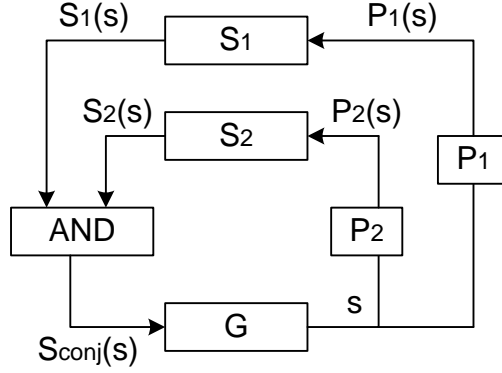 S1(s)
S1
P1(s)
S2(s)
S2
P2(s)
P1
AND
P2
G
s
Sconj(s)